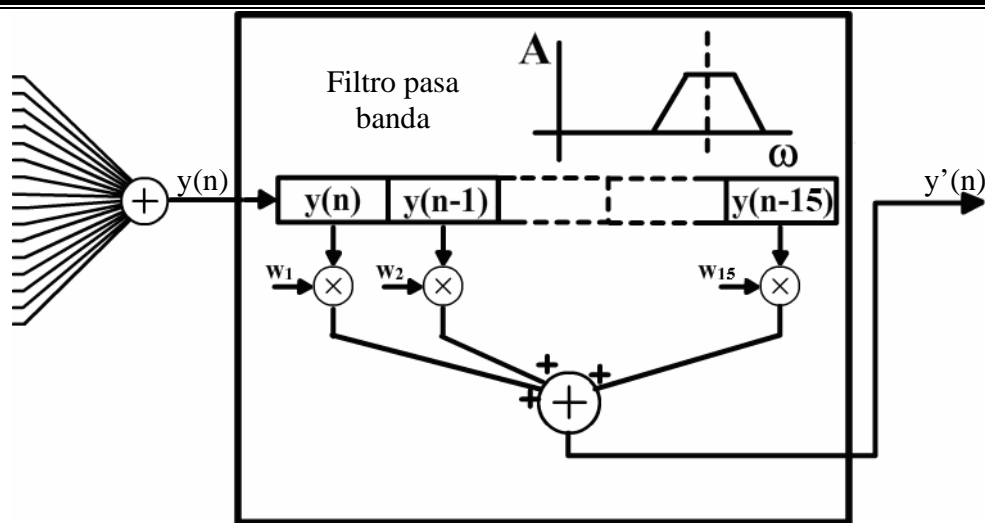 Filtro pasa
banda
A
ω
y(n)
+
y(n)
y(n-1)
y(n-15)
y’(n)
w₁
×
w₂
×
w₁₅
×
+
+
+
+